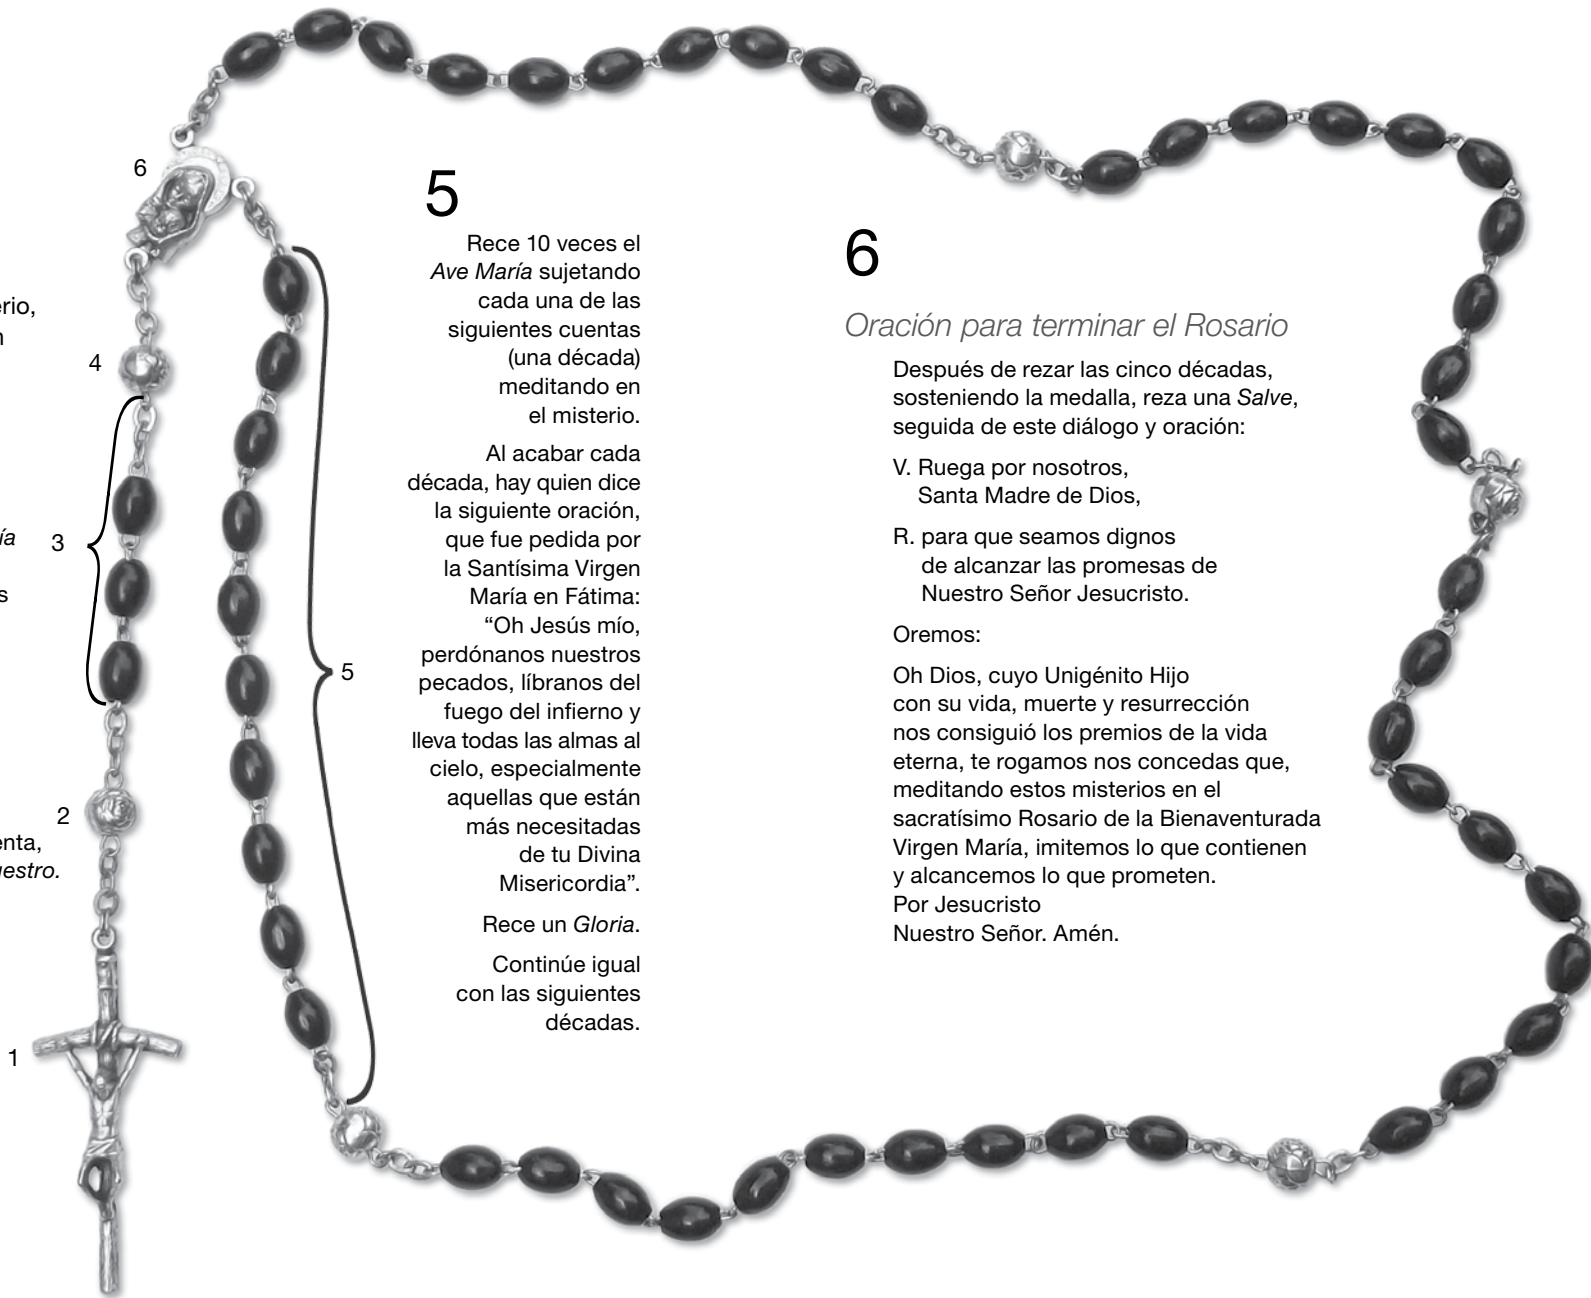 erio,
n
ía
s
enta,
uestro.
6
4
3
2
1
5
5
Rece 10 veces el
Ave María sujetando
cada una de las
siguientes cuentas
(una década)
meditando en
el misterio.
Al acabar cada
década, hay quien dice
la siguiente oración,
que fue pedida por
la Santísima Virgen
María en Fátima:
“Oh Jesús mío,
perdónanos nuestros
pecados, líbranos del
fuego del infierno y
lleva todas las almas al
cielo, especialmente
aquellas que están
más necesitadas
de tu Divina
Misericordia”.
Rece un Gloria.
Continúe igual
con las siguientes
décadas.
6
Oración para terminar el Rosario
Después de rezar las cinco décadas,
sosteniendo la medalla, reza una Salve,
seguida de este diálogo y oración:
V. Ruega por nosotros,
Santa Madre de Dios,
R. para que seamos dignos
de alcanzar las promesas de
Nuestro Señor Jesucristo.
Oremos:
Oh Dios, cuyo Unigénito Hijo
con su vida, muerte y resurrección
nos consiguió los premios de la vida
eterna, te rogamos nos concedas que,
meditando estos misterios en el
sacratísimo Rosario de la Bienaventurada
Virgen María, imitemos lo que contienen
y alcancemos lo que prometen.
Por Jesucristo
Nuestro Señor. Amén.